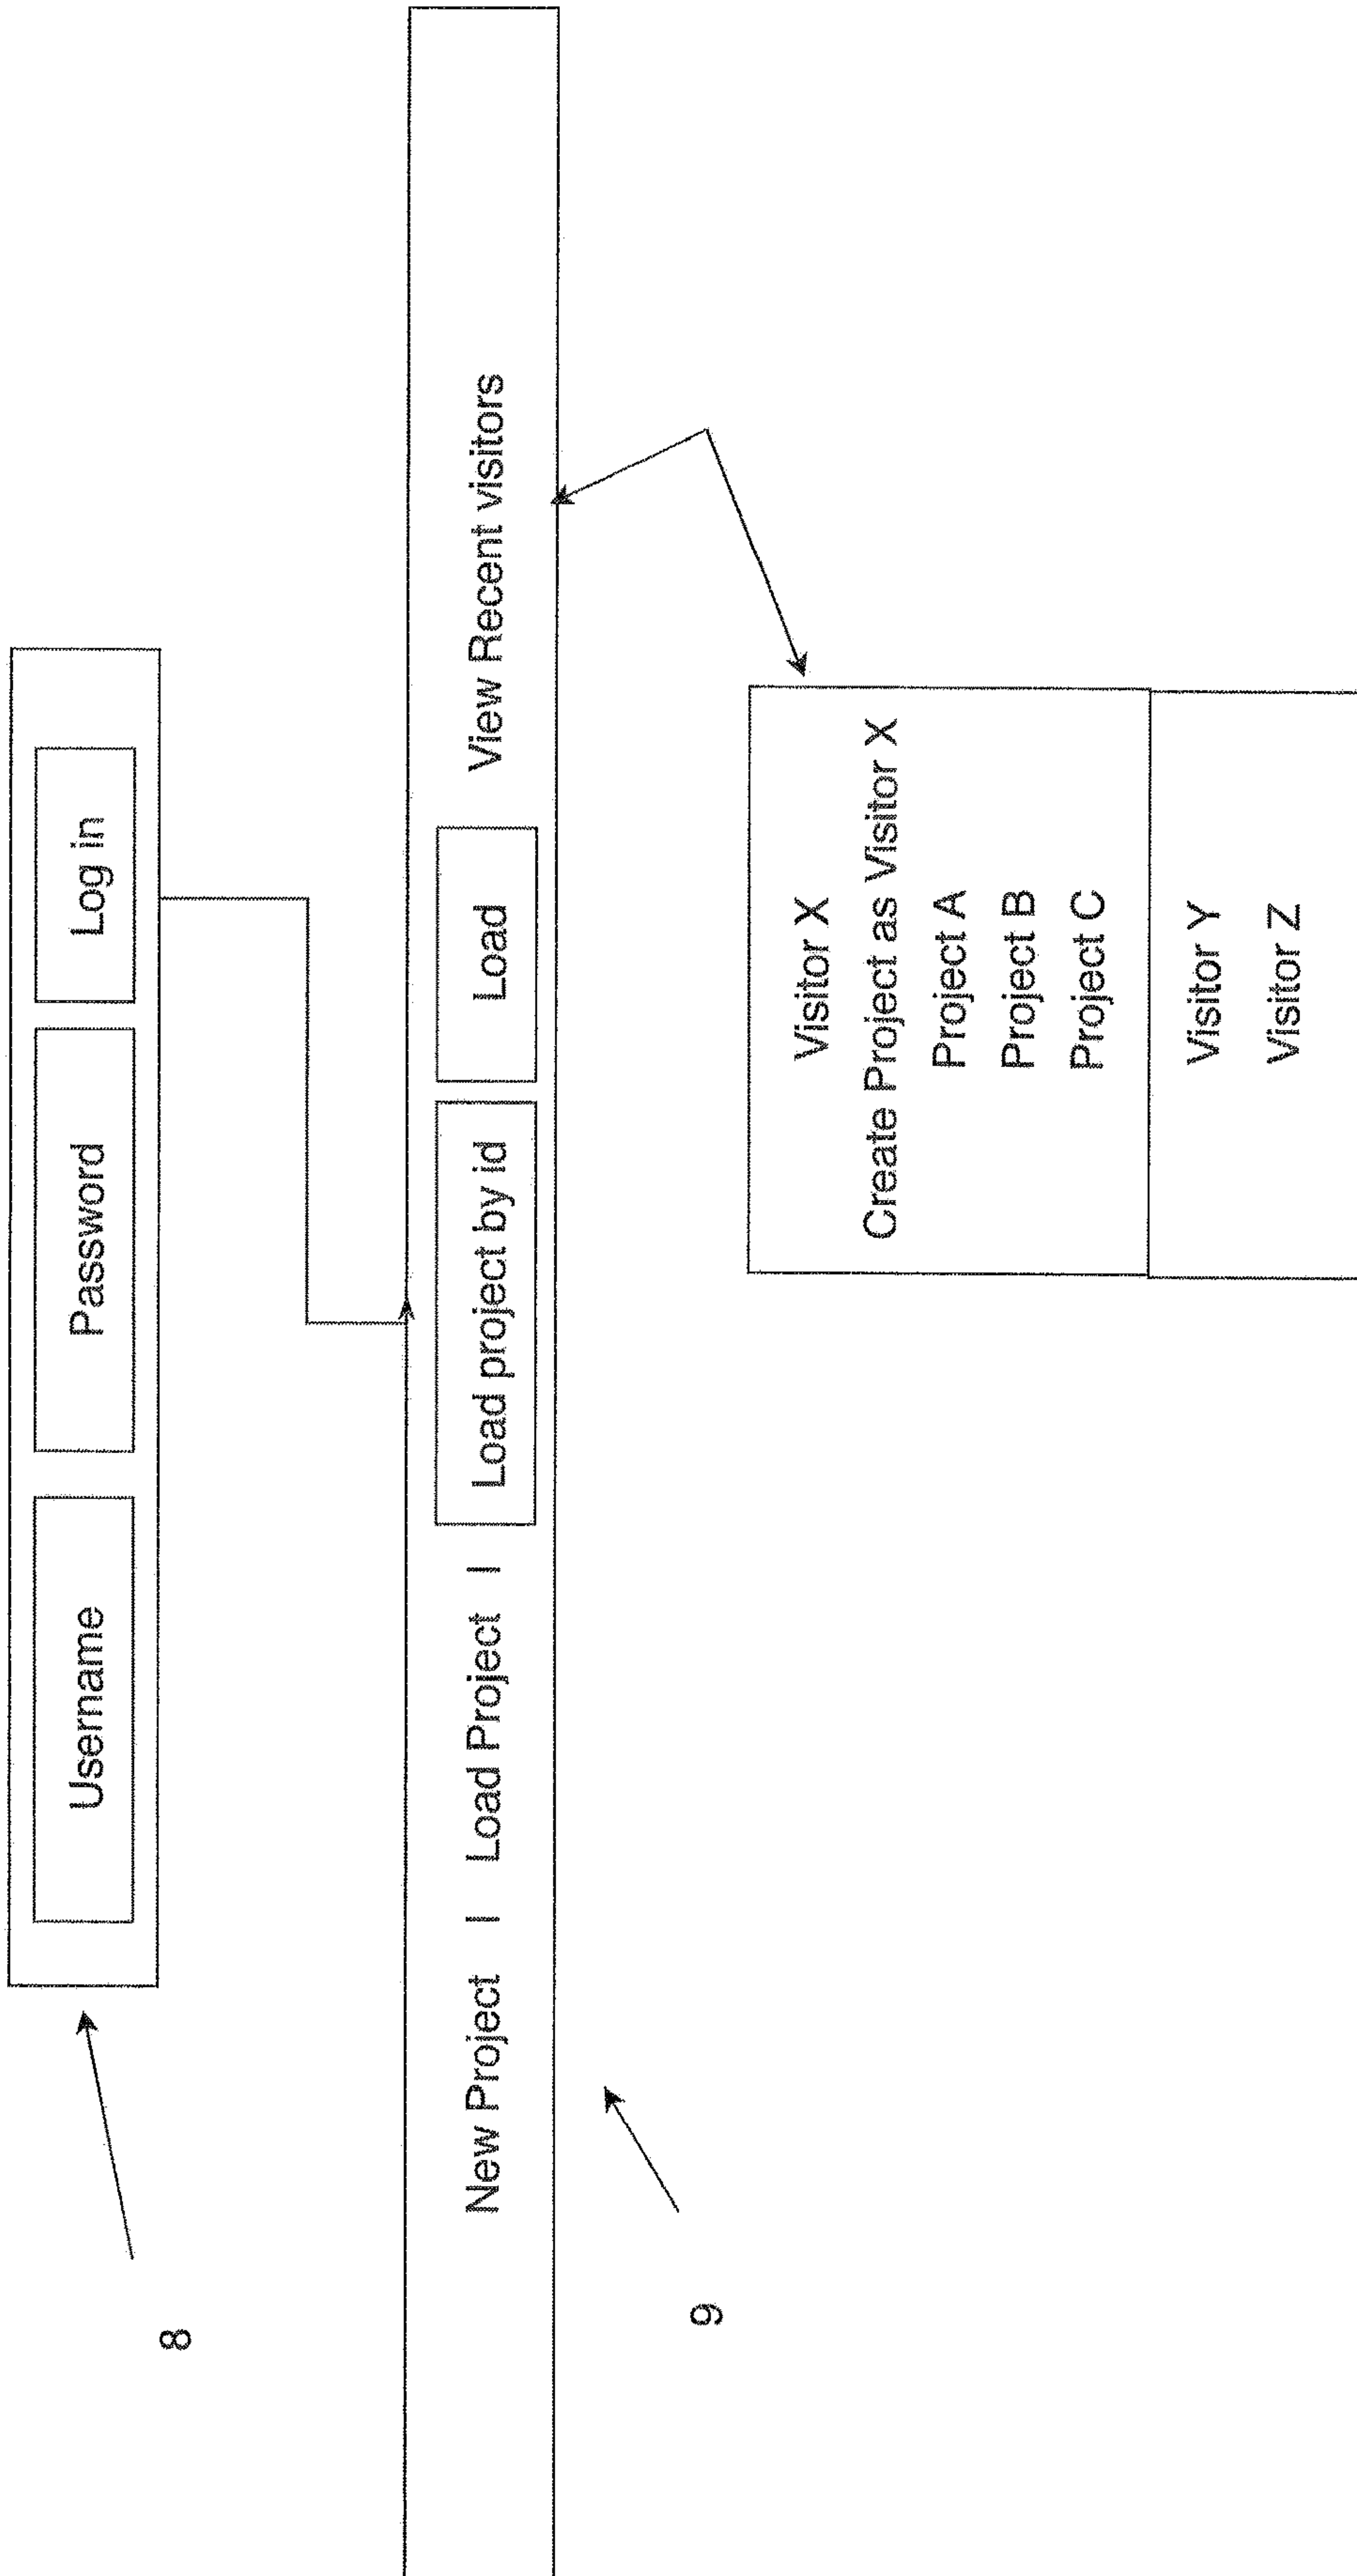 Username Password Log in
8
New Project | Load Project | Load project by id Load View Recent visitors
9
Visitor X
Create Project as Visitor X
Project A
Project B
Project C
Visitor Y
Visitor Z